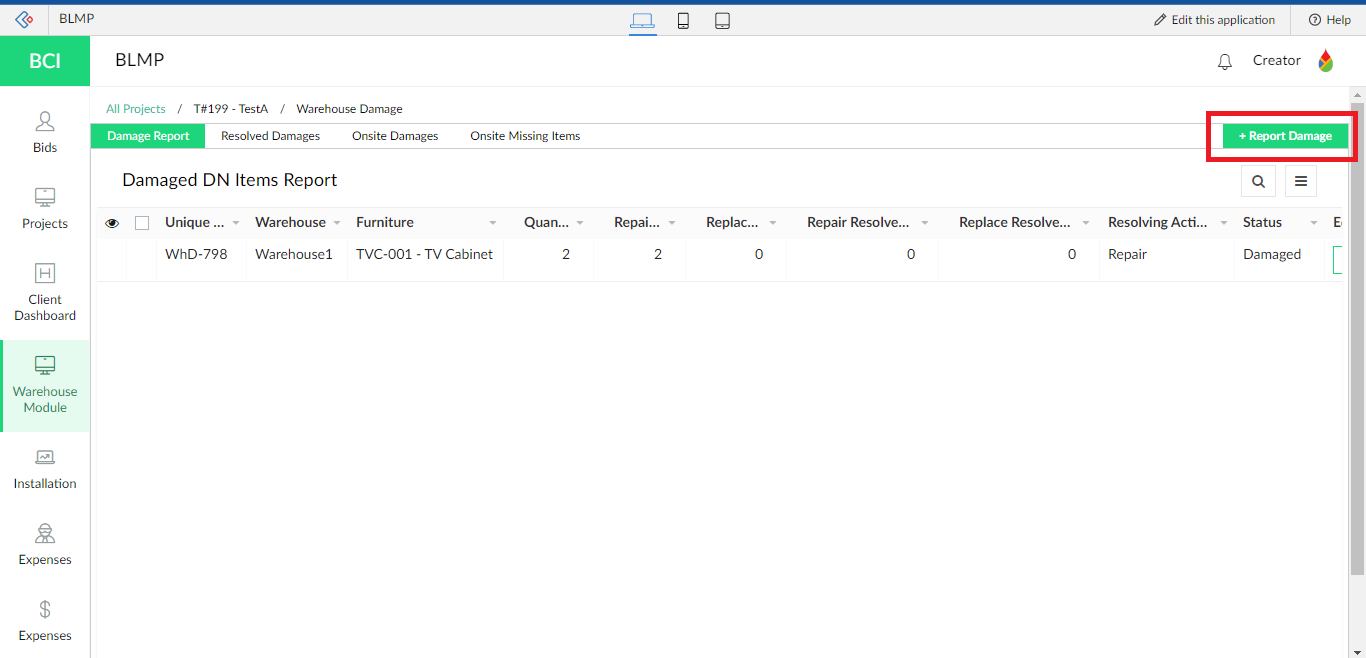 BLMP
Edit this application
Help
BCI
BLMP
Creator
Bids
Projects
Client
Dashboard
Warehouse
Module
Installation
Expenses
Expenses
All Projects / T#199 - TestA / Warehouse Damage
Damage Report Resolved Damages Onsite Damages Onsite Missing Items + Report Damage
Damaged DN Items Report
Unique ... Warehouse Furniture Quan... Repai... Replac... Repair Resolve... Replace Resolve... Resolving Acti... Status
WhD-798 Warehouse1 TVC-001 - TV Cabinet 2 2 0 0 0 Repair Damaged